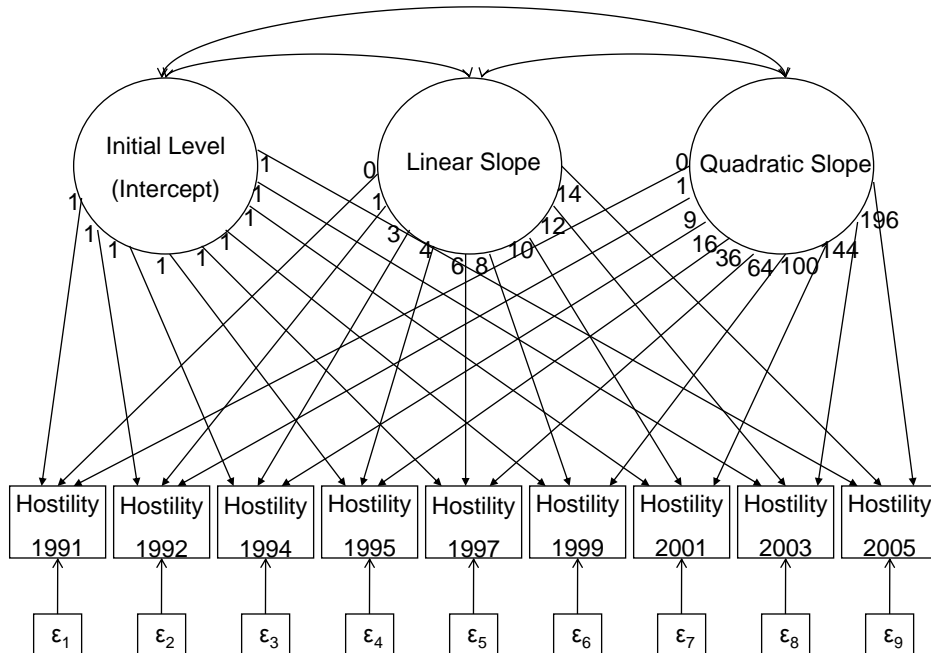 Initial Level
(Intercept)
Linear Slope
Quadratic Slope
1
1
1
1
1
1
1
1
1
0
1
3
4
6
8
10
12
14
0
1
9
16
36
64
100
144
196
Hostility
1991
Hostility
1992
Hostility
1994
Hostility
1995
Hostility
1997
Hostility
1999
Hostility
2001
Hostility
2003
Hostility
2005
ε1
ε2
ε3
ε4
ε5
ε6
ε7
ε8
ε9